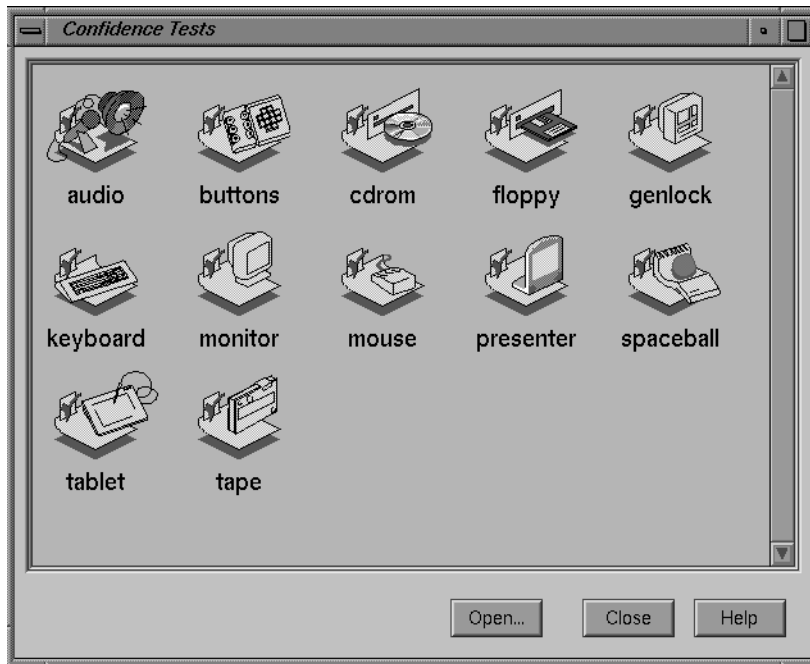 Confidence Tests
audio buttons cdrom floppy genlock
keyboard monitor mouse presenter spaceball
tablet tape
Open... Close Help